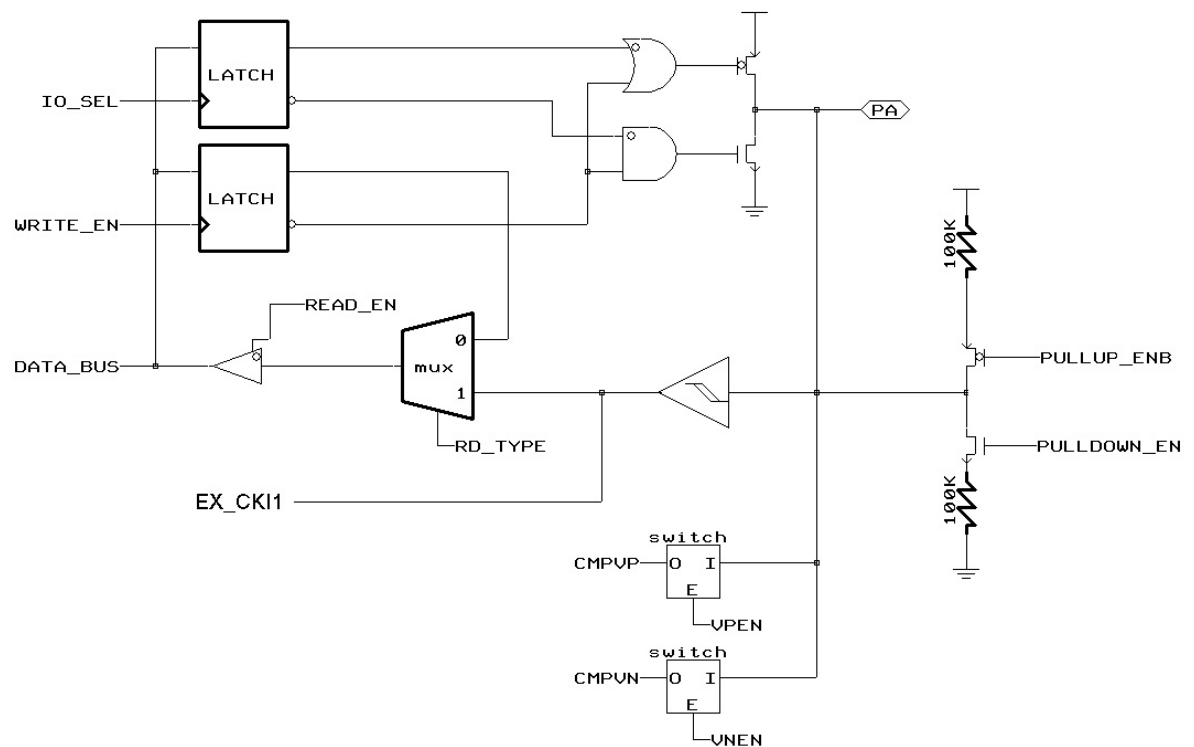 LATCH
IO_SEL
PA
LATCH
WRITE_EN
100K
READ_EN
0
DATA_BUS
mux
PULLUP_ENB
1
RD_TYPE
PULLDOWN_EN
EX_CKI1
100K
switch
CMPVP
O I
E
VPEN
switch
CMPVN
O I
E
VNEN